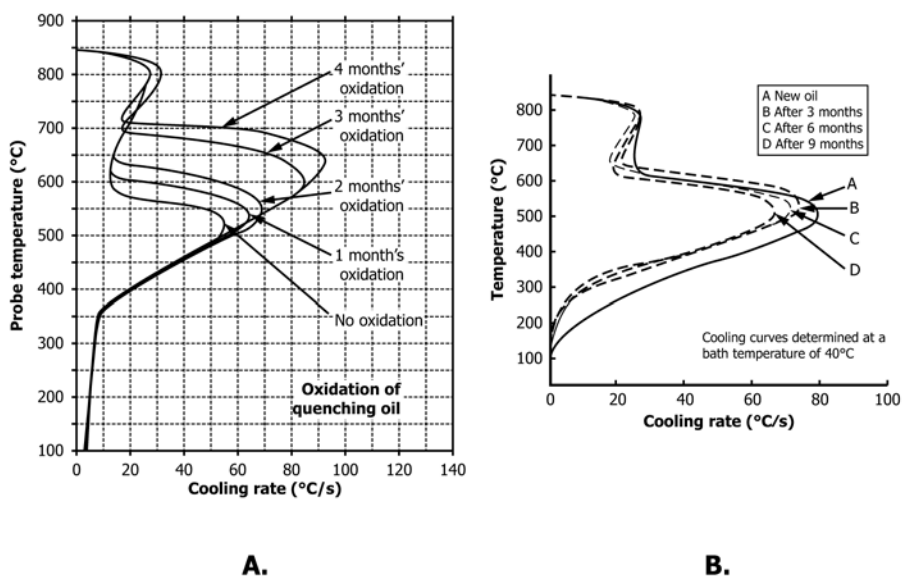 900
800
700
600
500
400
350
300
200
100
Probe temperature (°C)
4 months'
oxidation
3 months'
oxidation
2 months'
oxidation
1 month's
oxidation
No oxidation
Oxidation of
quenching oil
0 20 40 60 80 100 120 140
Cooling rate (°C/s)
A.
800
700
600
500
400
300
200
100
Temperature (°C)
A New oil
B After 3 months
C After 6 months
D After 9 months
A
B
C
D
Cooling curves determined at a
bath temperature of 40°C
0 20 40 60 80 100
Cooling rate (°C/s)
B.